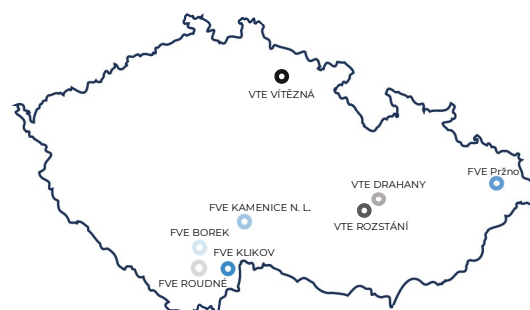 VTE VÍTĚZNÁ
FVE Pržno
VTE DRAHANY
FVE KAMENICE N. L.
VTE ROZSTÁNÍ
FVE BOREK
FVE KLIKOV
FVE ROUDNÉ